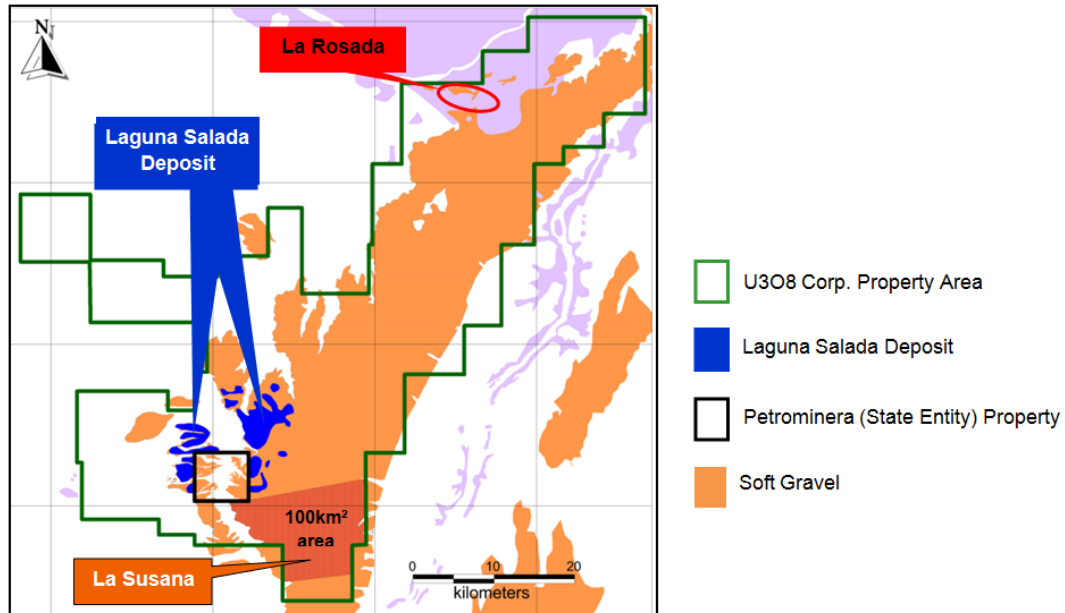 N
La Rosada
Laguna Salada
Deposit
U3O8 Corp. Property Area
Laguna Salada Deposit
Petrominera (State Entity) Property
Soft Gravel
100km²
area
La Susana
0 10 20
kilometers